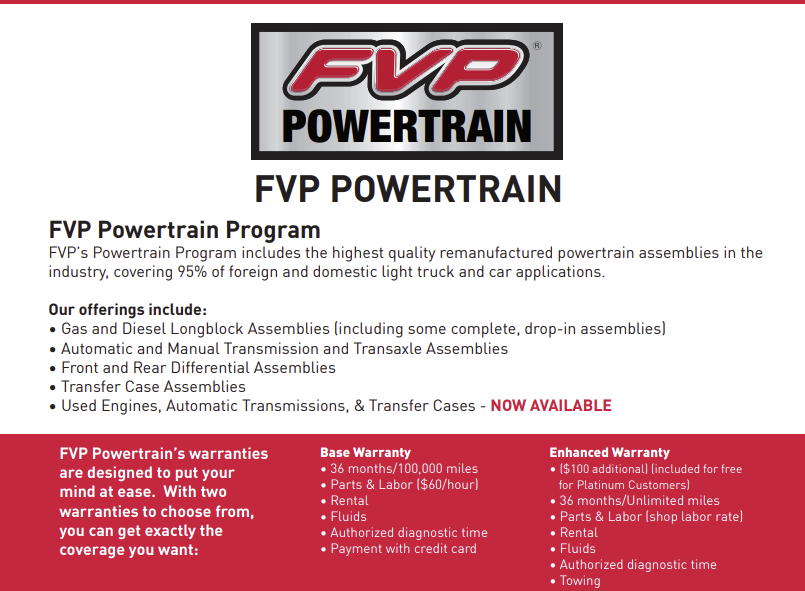 FVP®
POWERTRAIN
FVP POWERTRAIN
FVP Powertrain Program
FVP's Powertrain Program includes the highest quality remanufactured powertrain assemblies in the
industry, covering 95% of foreign and domestic light truck and car applications.
Our offerings include:
• Gas and Diesel Longblock Assemblies (including some complete, drop-in assemblies)
• Automatic and Manual Transmission and Transaxle Assemblies
• Front and Rear Differential Assemblies
• Transfer Case Assemblies
• Used Engines, Automatic Transmissions, & Transfer Cases - NOW AVAILABLE
FVP Powertrain's warranties
are designed to put your
mind at ease. With two
warranties to choose from,
you can get exactly the
coverage you want:
Base Warranty
• 36 months/100,000 miles
• Parts & Labor ($60/hour)
• Rental
• Fluids
• Authorized diagnostic time
• Payment with credit card
Enhanced Warranty
• ($100 additional) (included for free
for Platinum Customers)
• 36 months/Unlimited miles
• Parts & Labor (shop labor rate)
• Rental
• Fluids
• Authorized diagnostic time
• Towing